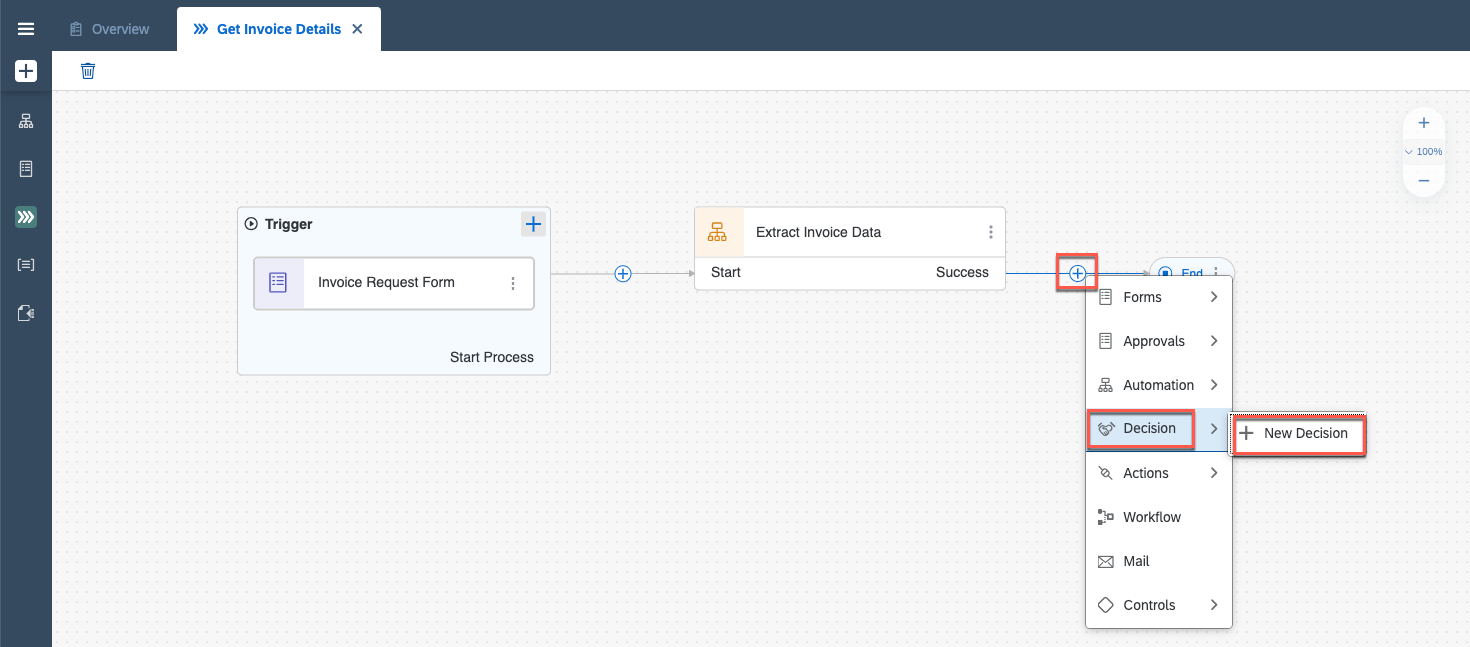 Overview
Get Invoice Details
100%
Trigger
Invoice Request Form
Start Process
Extract Invoice Data
Start
Success
End
Forms
Approvals
Automation
Decision
New Decision
Actions
Workflow
Mail
Controls